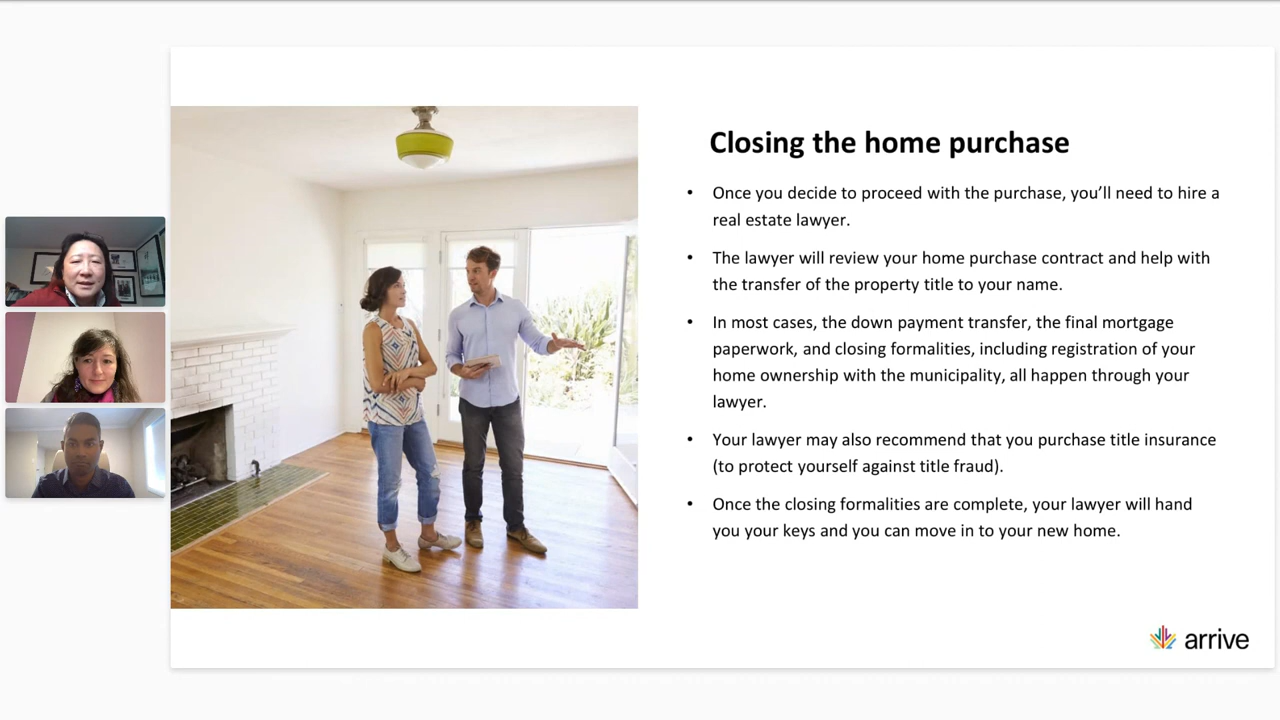 Closing the home purchase
• Once you decide to proceed with the purchase, you’ll need to hire a
real estate lawyer.
• The lawyer will review your home purchase contract and help with
the transfer of the property title to your name.
• In most cases, the down payment transfer, the final mortgage
paperwork, and closing formalities, including registration of your
home ownership with the municipality, all happen through your
lawyer.
• Your lawyer may also recommend that you purchase title insurance
(to protect yourself against title fraud).
• Once the closing formalities are complete, your lawyer will hand
you your keys and you can move in to your new home.
arrive